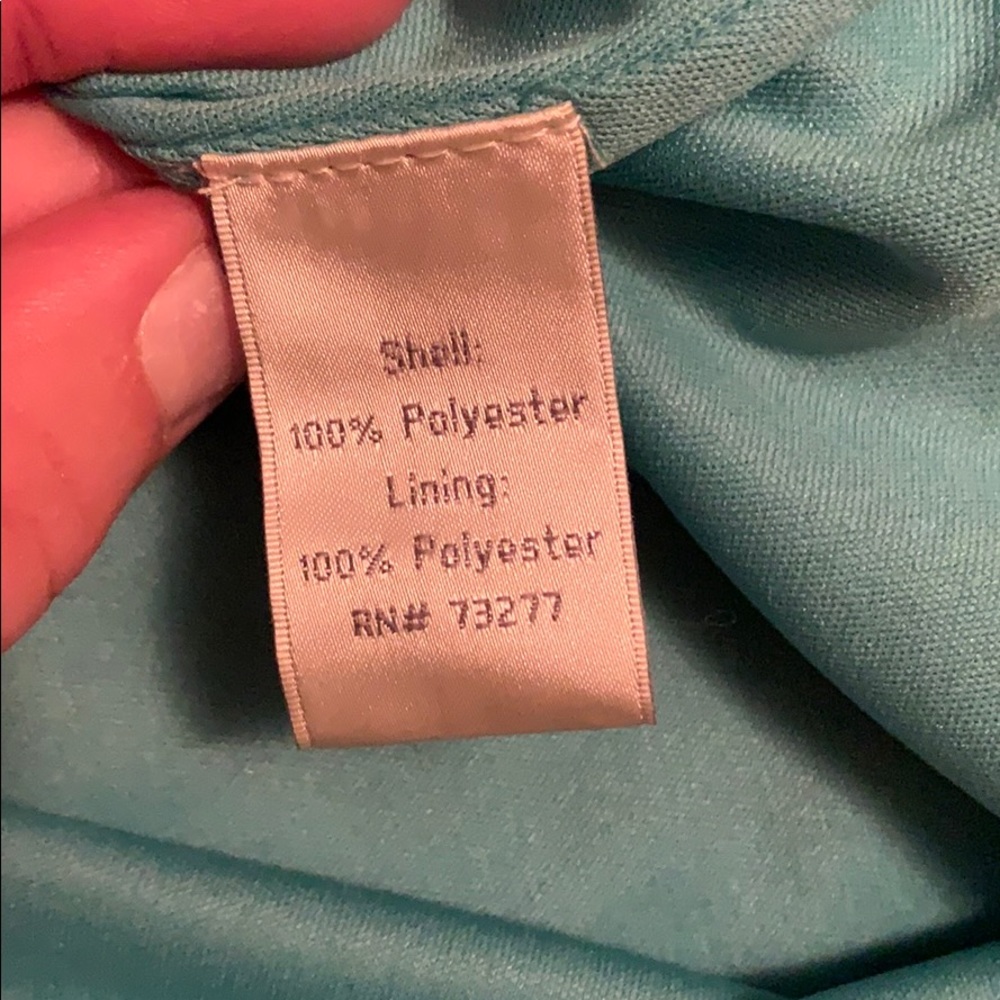 Shell:
100% Polyester
Lining:
100% Polyester
RN# 73277